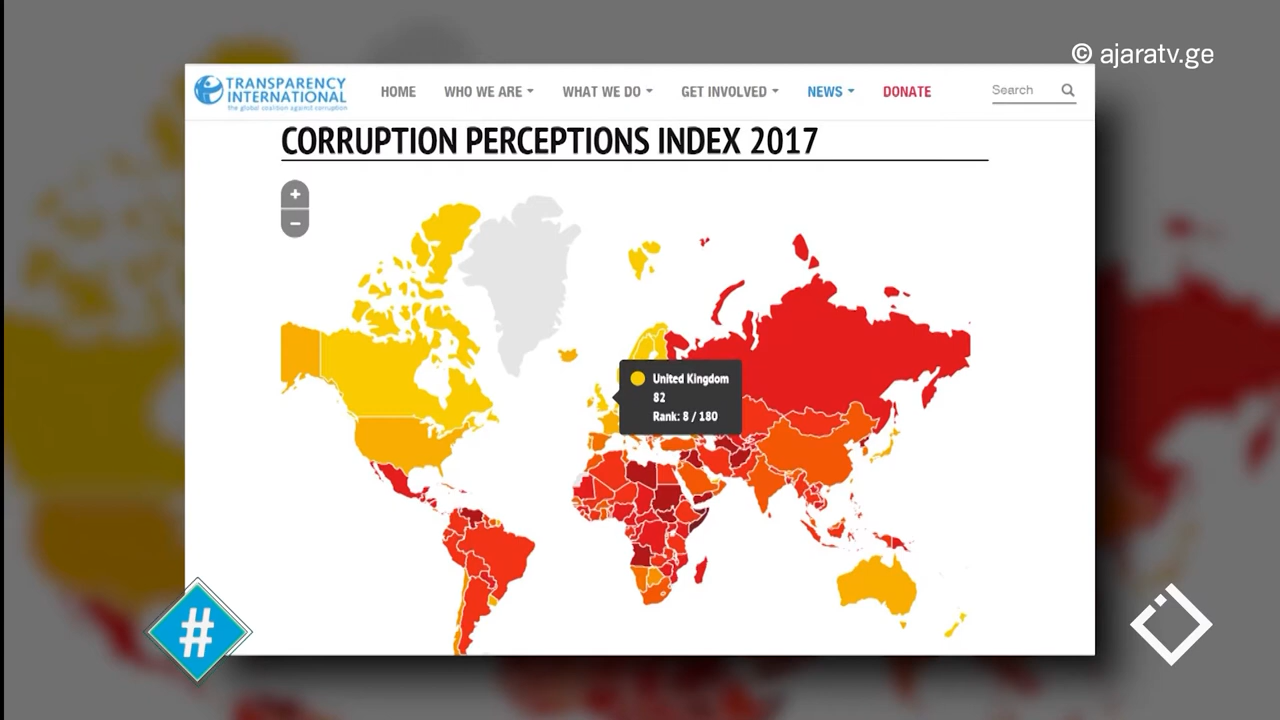 © ajaratv.ge
TRANSPARENCY
INTERNATIONAL
the global coalition against corruption
HOME WHO WE ARE WHAT WE DO GET INVOLVED NEWS DONATE Search
CORRUPTION PERCEPTIONS INDEX 2017
+
−
United Kingdom
82
Rank: 8 / 180
#